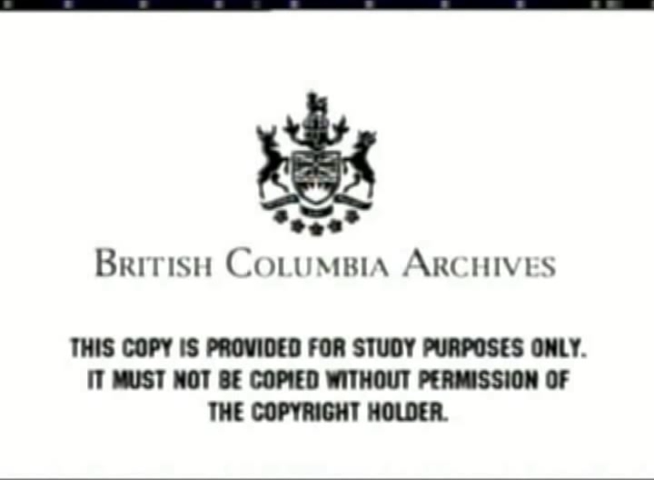 BRITISH COLUMBIA ARCHIVES
THIS COPY IS PROVIDED FOR STUDY PURPOSES ONLY.
IT MUST NOT BE COPIED WITHOUT PERMISSION OF
THE COPYRIGHT HOLDER.